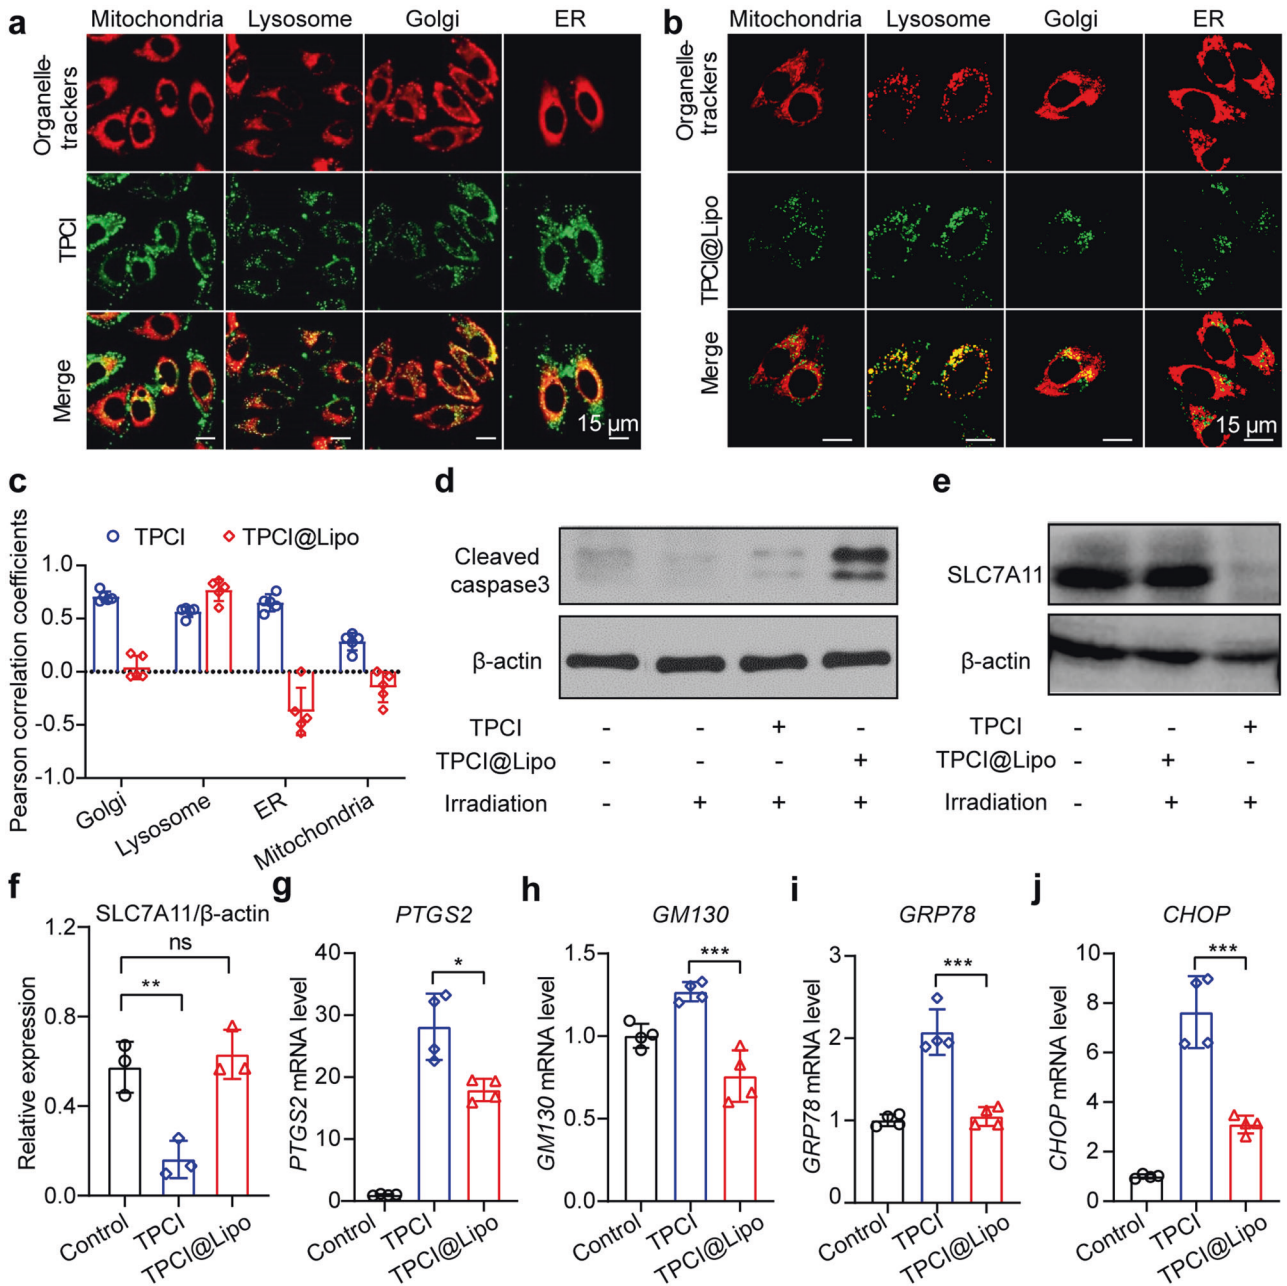 a
Mitochondria Lysosome Golgi ER
Organelle-
trackers
TPCI
Merge
15 μm
b
Mitochondria Lysosome Golgi ER
Organelle-
trackers
TPCI@Lipo
Merge
15 μm
c
TPCI TPCI@Lipo
Pearson correlation coefficients
1.0
0.5
0.0
-0.5
-1.0
Golgi Lysosome ER Mitochondria
d
Cleaved
caspase3
β-actin
TPCI - - + -
TPCI@Lipo - - - +
Irradiation - + + +
e
SLC7A11
β-actin
TPCI - - +
TPCI@Lipo - + -
Irradiation - + +
f
SLC7A11/β-actin
Relative expression
1.2
0.8
0.4
0.0
ns
**
Control TPCI TPCI@Lipo
g
PTGS2
PTGS2 mRNA level
40
30
20
10
0
*
Control TPCI TPCI@Lipo
h
GM130
GM130 mRNA level
1.5
1.0
0.5
0.0
***
Control TPCI TPCI@Lipo
i
GRP78
GRP78 mRNA level
3
2
1
0
***
Control TPCI TPCI@Lipo
j
CHOP
CHOP mRNA level
10
8
6
4
2
0
***
Control TPCI TPCI@Lipo